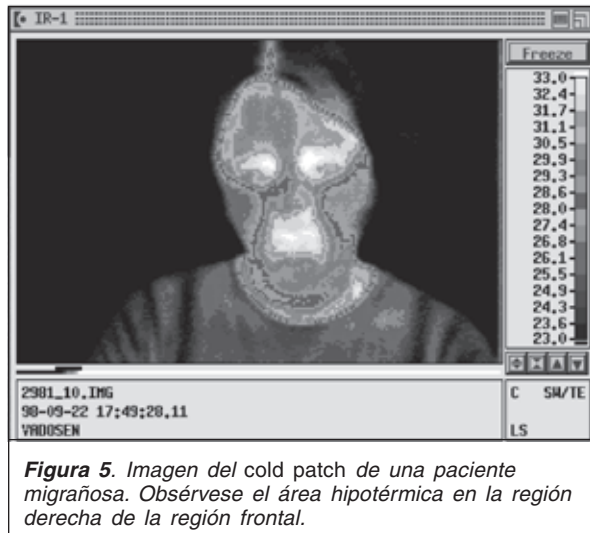 IR-1
Freeze
33.0
32.4
31.7
31.1
30.5
29.9
29.3
28.6
28.0
27.4
26.8
26.1
25.5
24.9
24.3
23.6
23.0
2981_10.IMG
98-09-22 17:49:28.11
VADOSEN
C SW/TE
LS
Figura 5. Imagen del cold patch de una paciente
migrañosa. Obsérvese el área hipotérmica en la región
derecha de la región frontal.